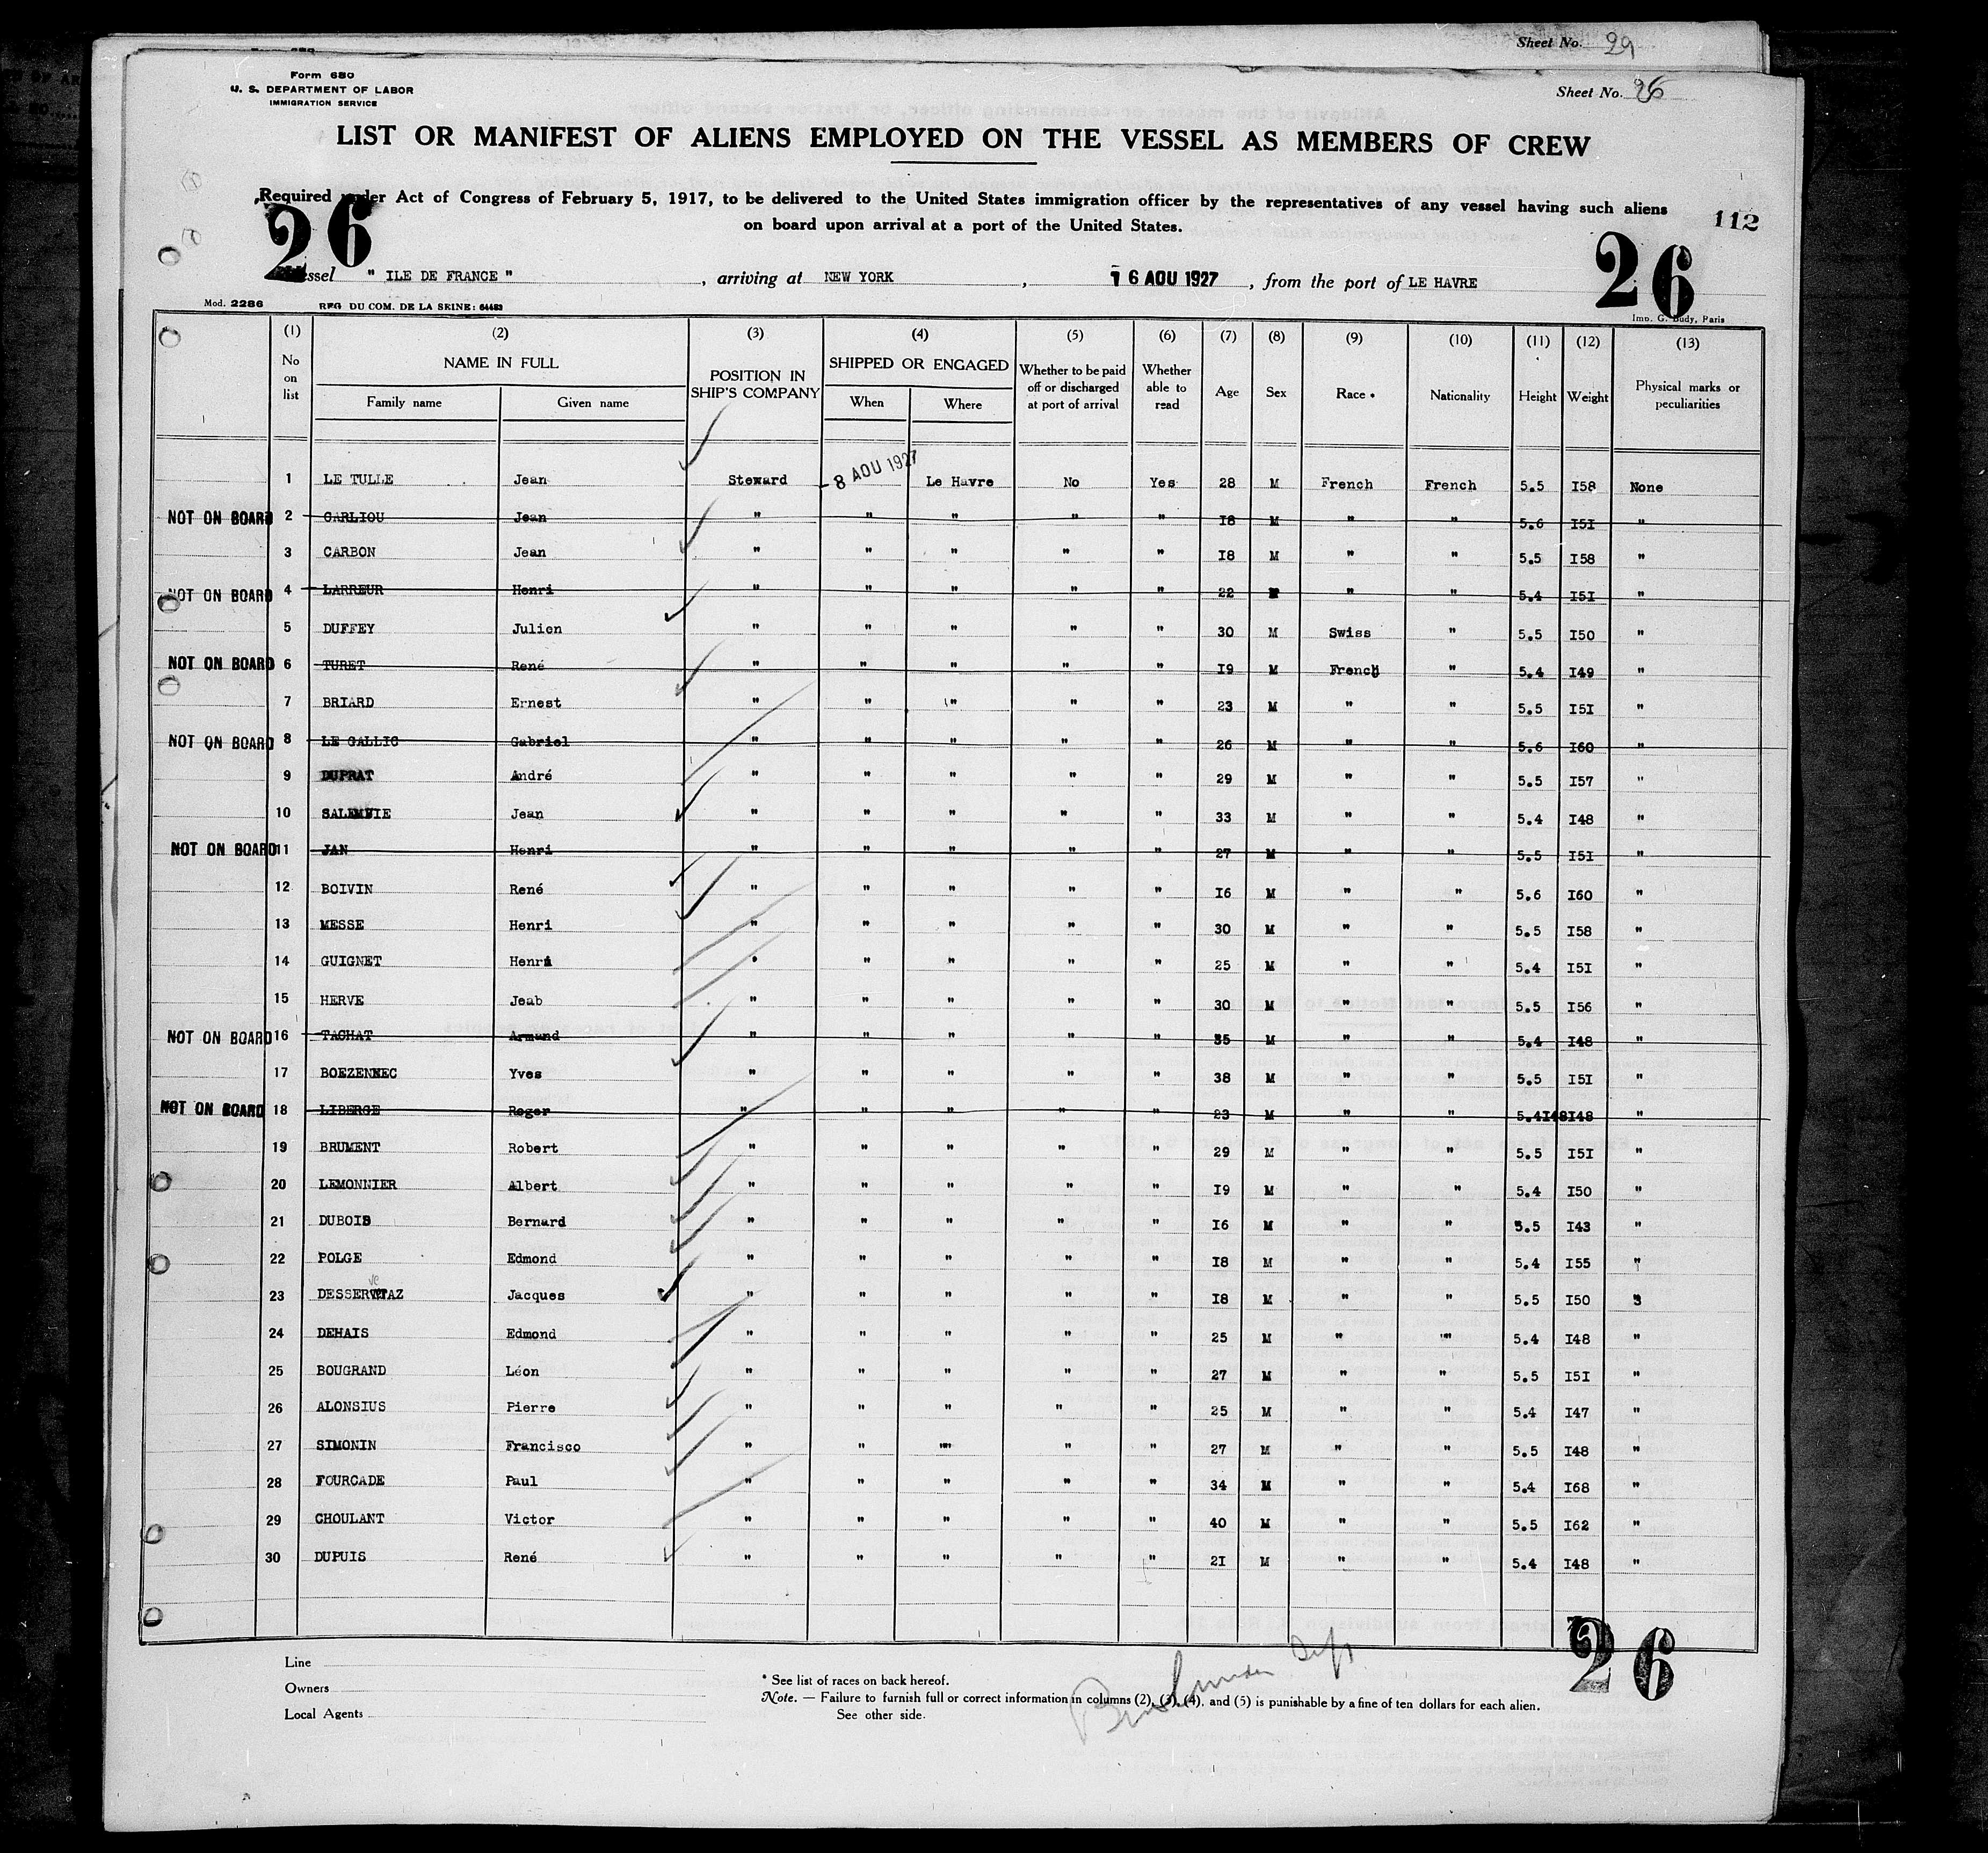 Sheet No. 29
Form 680
U. S. DEPARTMENT OF LABOR
IMMIGRATION SERVICE
Sheet No. 26
LIST OR MANIFEST OF ALIENS EMPLOYED ON THE VESSEL AS MEMBERS OF CREW
Required under Act of Congress of February 5, 1917, to be delivered to the United States immigration officer by the representatives of any vessel having such aliens
on board upon arrival at a port of the United States.
112
26
26
Vessel " ILE DE FRANCE " , arriving at NEW YORK , 16 AOU 1927 , from the port of LE HAVRE
Mod. 2286 REG. DU COM. DE LA SEINE: 64483 Imp. G. Budy, Paris
(1) (2) (3) (4) (5) (6) (7) (8) (9) (10) (11) (12) (13)
No on list NAME IN FULL POSITION IN SHIP'S COMPANY SHIPPED OR ENGAGED Whether to be paid off or discharged at port of arrival Whether able to read Age Sex Race * Nationality Height Weight Physical marks or peculiarities
Family name Given name When Where
1 LE TULLE Jean Steward -8 AOU 1927 Le Havre No Yes 28 M French French 5.5 I58 None
NOT ON BOARD 2 CARLIOU Jean " " " " " I8 M " " 5.6 I5I "
3 CARBON Jean " " " " " I8 M " " 5.5 I58 "
NOT ON BOARD 4 LARREUR Henri " " " " " 22 M " " 5.4 I5I "
5 DUFFEY Julien " " " " " 30 M Swiss " 5.5 I50 "
NOT ON BOARD 6 TURET René " " " " " I9 M French " 5.4 I49 "
7 BRIARD Ernest " " " " " 23 M " " 5.5 I5I "
NOT ON BOARD 8 LE GALLIC Gabriel " " " " " 26 M " " 5.6 I60 "
9 DUPRAT André " " " " " 29 M " " 5.5 I57 "
10 Jean " " " " " 33 M " " 5.4 I48 "
NOT ON BOARD 11 JAN Henri " " " " " 27 M " " 5.5 I5I "
12 BOIVIN René " " " " " I6 M " " 5.6 I60 "
13 MESSE Henri " " " " " 30 M " " 5.5 I58 "
14 GUIGNET Henri " " " " " 25 M " " 5.4 I5I "
15 HERVE Jeab " " " " " 30 M " " 5.5 I56 "
NOT ON BOARD 16 TACHAT Armand " " " " " 35 M " " 5.4 I48 "
17 BOEZENNEC Yves " " " " " 38 M " " 5.5 I5I "
NOT ON BOARD 18 LIBERGE Roger " " " " " 23 M " " 5.4I48I48 "
19 BRUMENT Robert " " " " " 29 M " " 5.5 I5I "
20 LEMONNIER Albert " " " " " I9 M " " 5.4 I50 "
21 DUBOIS Bernard " " " " " I6 M " " 5.5 I43 "
22 POLGE Edmond " " " " " I8 M " " 5.4 I55 "
23 Jacques " " " " " I8 M " " 5.5 I50 "
24 DEHAIS Edmond " " " " " 25 M " " 5.4 I48 "
25 BOUGRAND Léon " " " " " 27 M " " 5.5 I5I "
26 ALONSIUS Pierre " " " " " 25 M " " 5.4 I47 "
27 SIMONIN Francisco " " " " " 27 M " " 5.5 I48 "
28 FOURCADE Paul " " " " " 34 M " " 5.4 I68 "
29 CHOULANT Victor " " " " " 40 M " " 5.5 I62 "
30 DUPUIS René " " " " " 2I M " " 5.4 I48 "
26
Line
Owners
Local Agents
* See list of races on back hereof.
Note. — Failure to furnish full or correct information in columns (2), (3), (4), and (5) is punishable by a fine of ten dollars for each alien.
See other side.